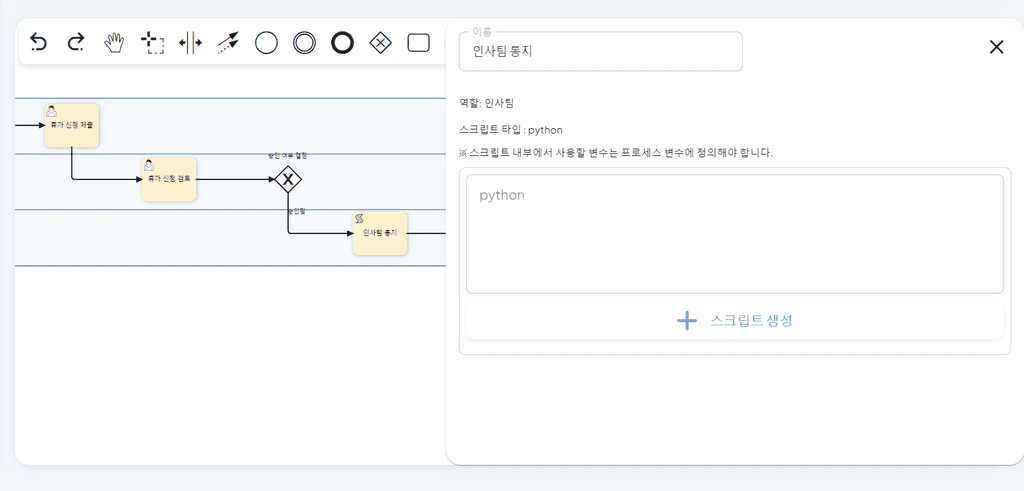 이름
인사팀 통지
역할: 인사팀
스크립트 타입 : python
※ 스크립트 내부에서 사용할 변수는 프로세스 변수에 정의해야 합니다.
python
스크립트 생성
휴가 신청 제출
승인 여부 결정
휴가 신청 검토
승인됨
인사팀 통지